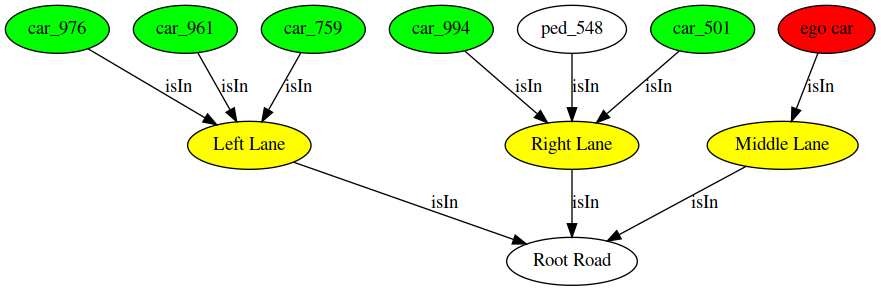 car_976
car_961
car_759
car_994
ped_548
car_501
ego car
isIn
isIn
isIn
isIn
isIn
isIn
isIn
Left Lane
Right Lane
Middle Lane
isIn
isIn
isIn
Root Road